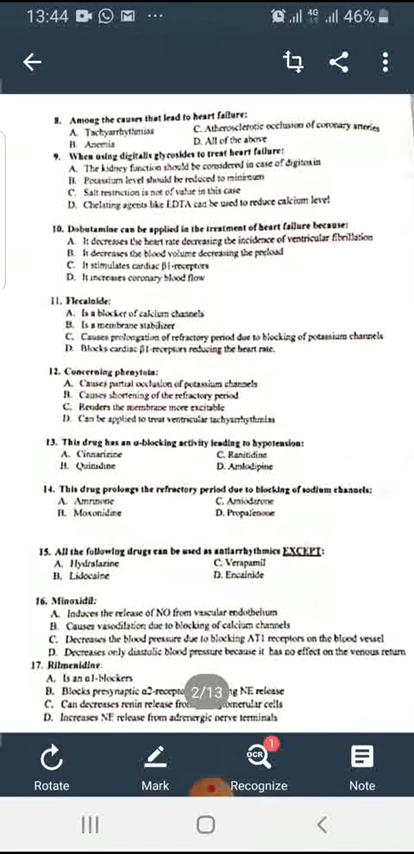 13:44
4G
46%
8. Among the causes that lead to heart failure:
A. Tachyarrhythmias C. Atherosclerotic occlusion of coronary arteries
B. Anemia D. All of the above
9. When using digitalis glycosides to treat heart failure:
A. The kidney function should be considered in case of digitoxin
B. Potassium level should be reduced to minimum
C. Salt restriction is not of value in this case
D. Chelating agents like EDTA can be used to reduce calcium level
10. Dobutamine can be applied in the treatment of heart failure because:
A. It decreases the heart rate decreasing the incidence of ventricular fibrillation
B. It decreases the blood volume decreasing the preload
C. It stimulates cardiac β1-receptors
D. It increases coronary blood flow
11. Flecainide:
A. Is a blocker of calcium channels
B. Is a membrane stabilizer
C. Causes prolongation of refractory period due to blocking of potassium channels
D. Blocks cardiac β1-receptors reducing the heart rate.
12. Concerning phenytoin:
A. Causes partial occlusion of potassium channels
B. Causes shortening of the refractory period
C. Renders the membrane more excitable
D. Can be applied to treat ventricular tachyarrhythmias
13. This drug has an α-blocking activity leading to hypotension:
A. Cinnarizine C. Ranitidine
B. Quinidine D. Amlodipine
14. This drug prolongs the refractory period due to blocking of sodium channels:
A. Amrinone C. Amiodarone
B. Moxonidine D. Propafenone
15. All the following drugs can be used as antiarrhythmics EXCEPT:
A. Hydralazine C. Verapamil
B. Lidocaine D. Encainide
16. Minoxidil:
A. Induces the release of NO from vascular endothelium
B. Causes vasodilation due to blocking of calcium channels
C. Decreases the blood pressure due to blocking AT1 receptors on the blood vessel
D. Decreases only diastolic blood pressure because it has no effect on the venous return
17. Rilmenidine:
A. Is an α1-blockers
B. Blocks presynaptic α2-recepto 2/13 ng NE release
C. Can decreases renin release from omerular cells
D. Increases NE release from adrenergic nerve terminals
OCR 1
Rotate Mark Recognize Note